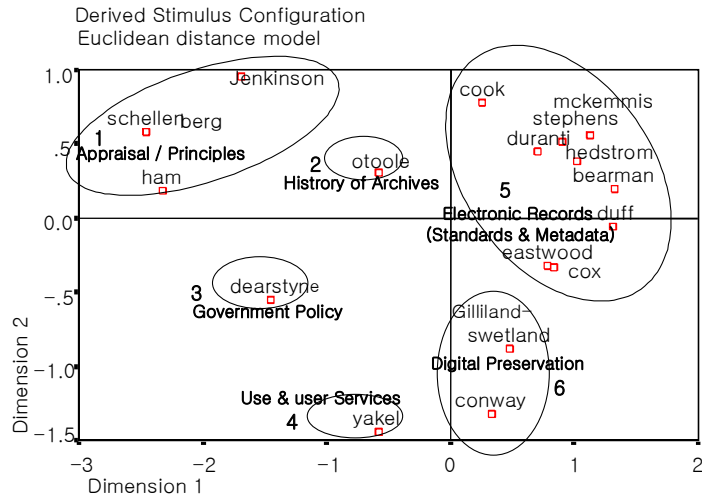 Derived Stimulus Configuration
Euclidean distance model
1.0
Jenkinson
cook
mckemmis
stephens
schellen berg
1
duranti
hedstrom
.5
Appraisal / Principles
2
otoole
bearman
ham
Histrory of Archives
5
0.0
Electronic Records
duff
(Standards & Metadata)
eastwood
cox
3
dearstyne
-.5
Government Policy
Gilliland-
swetland
Digital Preservation
-1.0
Use & user Services
conway
6
4
yakel
-1.5
-3
-2
-1
0
1
2
Dimension 2
Dimension 1